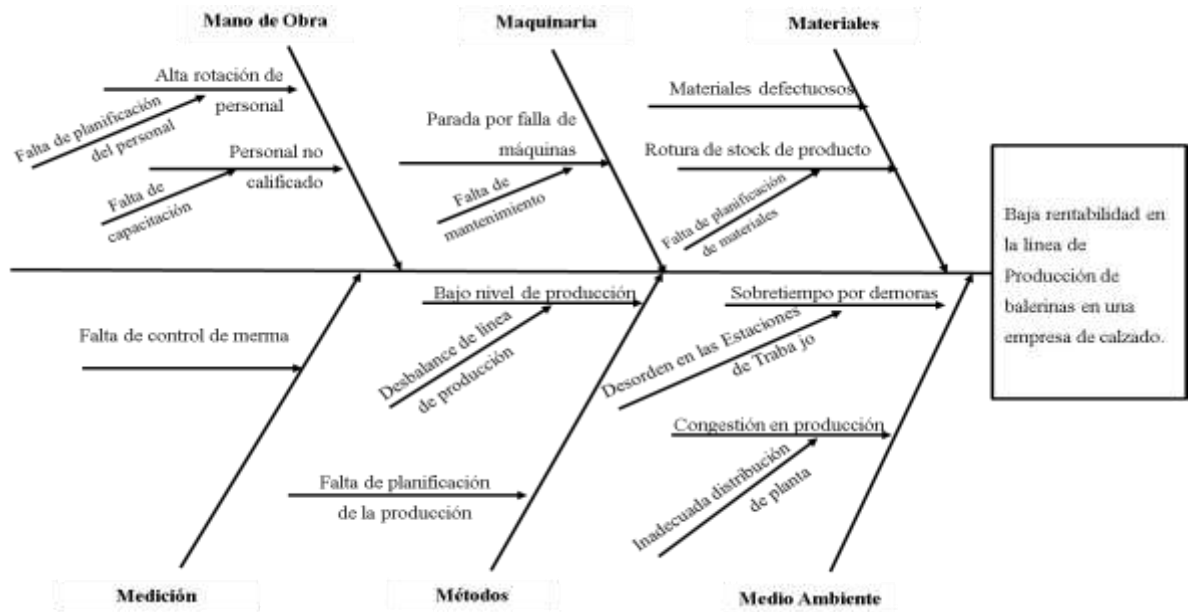 Mano de Obra
Maquinaria
Materiales
Alta rotación de
personal
Falta de planificación
del personal
Personal no
calificado
Falta de
capacitación
Parada por falla de
máquinas
Falta de
mantenimiento
Materiales defectuosos
Rotura de stock de producto
Falta de planificación
de materiales
Baja rentabilidad en
la línea de
Producción de
balerinas en una
empresa de calzado.
Falta de control de merma
Bajo nivel de producción
Desbalance de línea
de producción
Falta de planificación
de la producción
Sobretiempo por demoras
Desorden en las Estaciones
de Traba jo
Congestión en producción
Inadecuada distribución
de planta
Medición
Métodos
Medio Ambiente